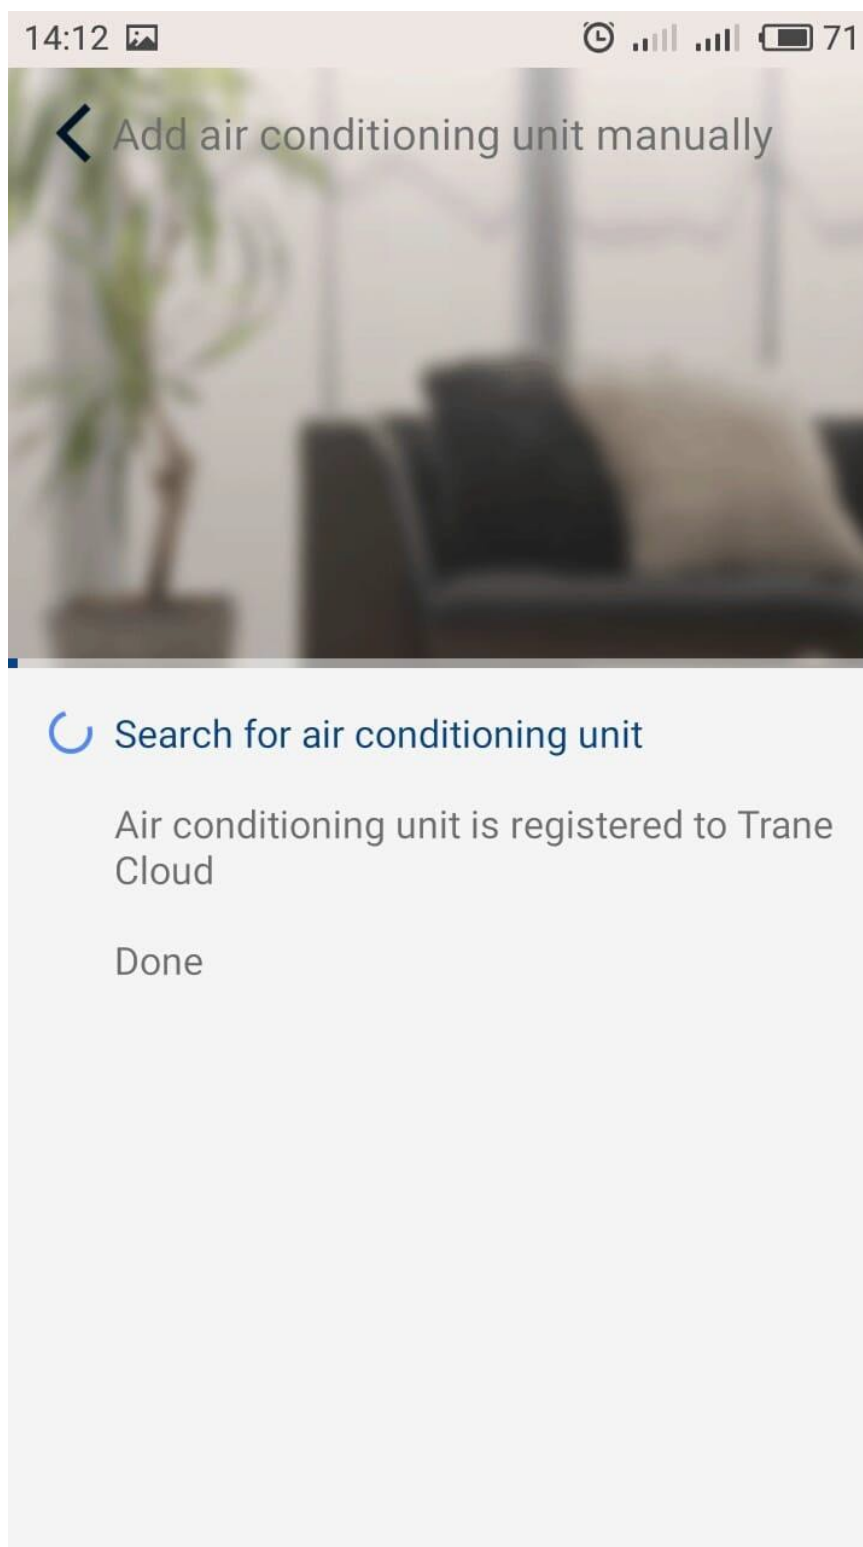 14:12 71
Add air conditioning unit manually
Search for air conditioning unit
Air conditioning unit is registered to Trane
Cloud
Done